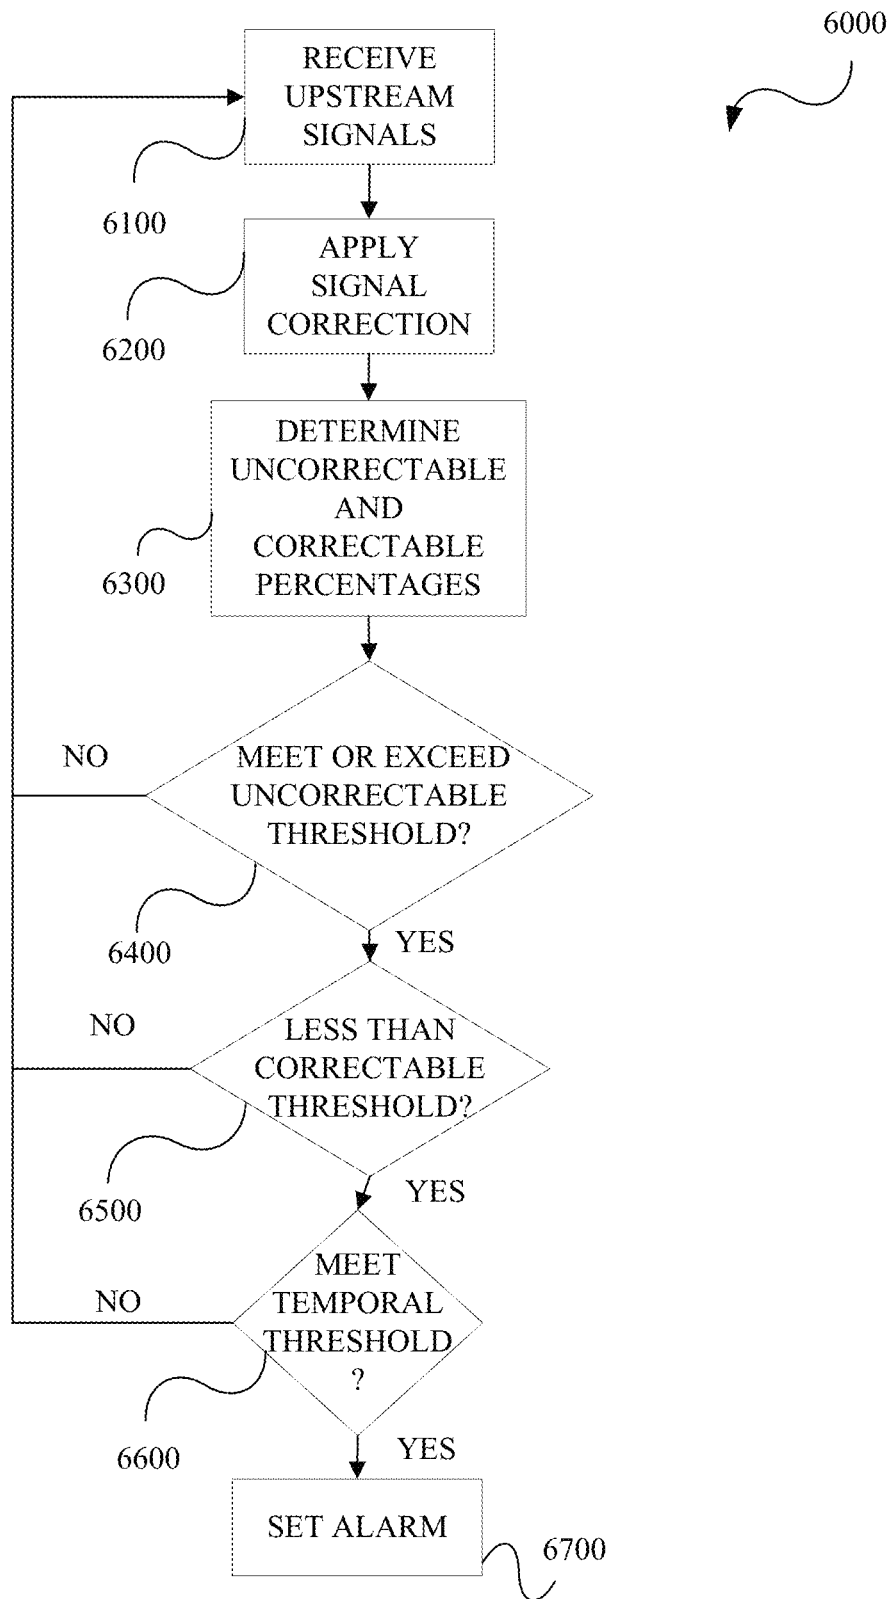 6000
RECEIVE
UPSTREAM
SIGNALS
6100
APPLY
SIGNAL
CORRECTION
6200
DETERMINE
UNCORRECTABLE
AND
CORRECTABLE
PERCENTAGES
6300
NO
MEET OR EXCEED
UNCORRECTABLE
THRESHOLD?
6400
YES
NO
LESS THAN
CORRECTABLE
THRESHOLD?
6500
YES
NO
MEET
TEMPORAL
THRESHOLD
?
6600
YES
SET ALARM
6700